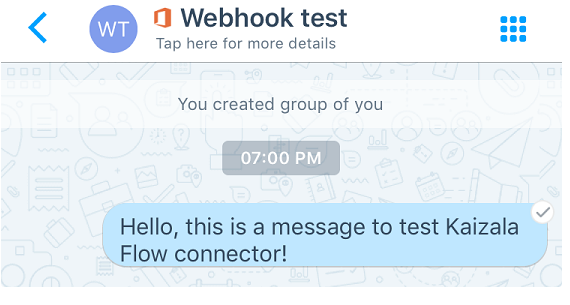 WT
Webhook test
Tap here for more details
You created group of you
07:00 PM
Hello, this is a message to test Kaizala
Flow connector!